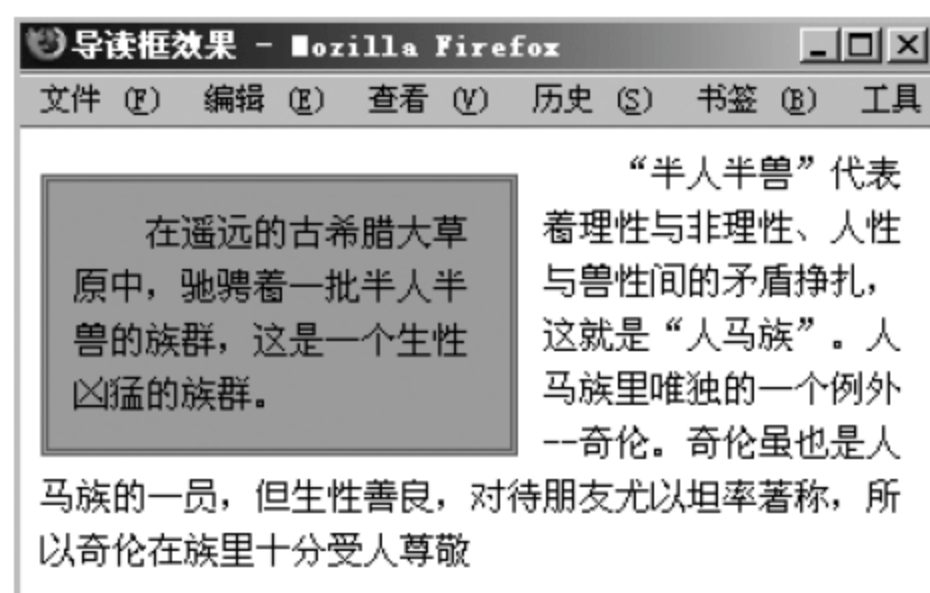 导读框效果 - Mozilla Firefox
文件 (F) 编辑 (E) 查看 (V) 历史 (S) 书签 (B) 工具
在遥远的古希腊大草
原中，驰骋着一批半人半
兽的族群，这是一个生性
凶猛的族群。
“半人半兽”代表
着理性与非理性、人性
与兽性间的矛盾挣扎，
这就是“人马族”。人
马族里唯独的一个例外
--奇伦。奇伦虽也是人
马族的一员，但生性善良，对待朋友尤以坦率著称，所
以奇伦在族里十分受人尊敬